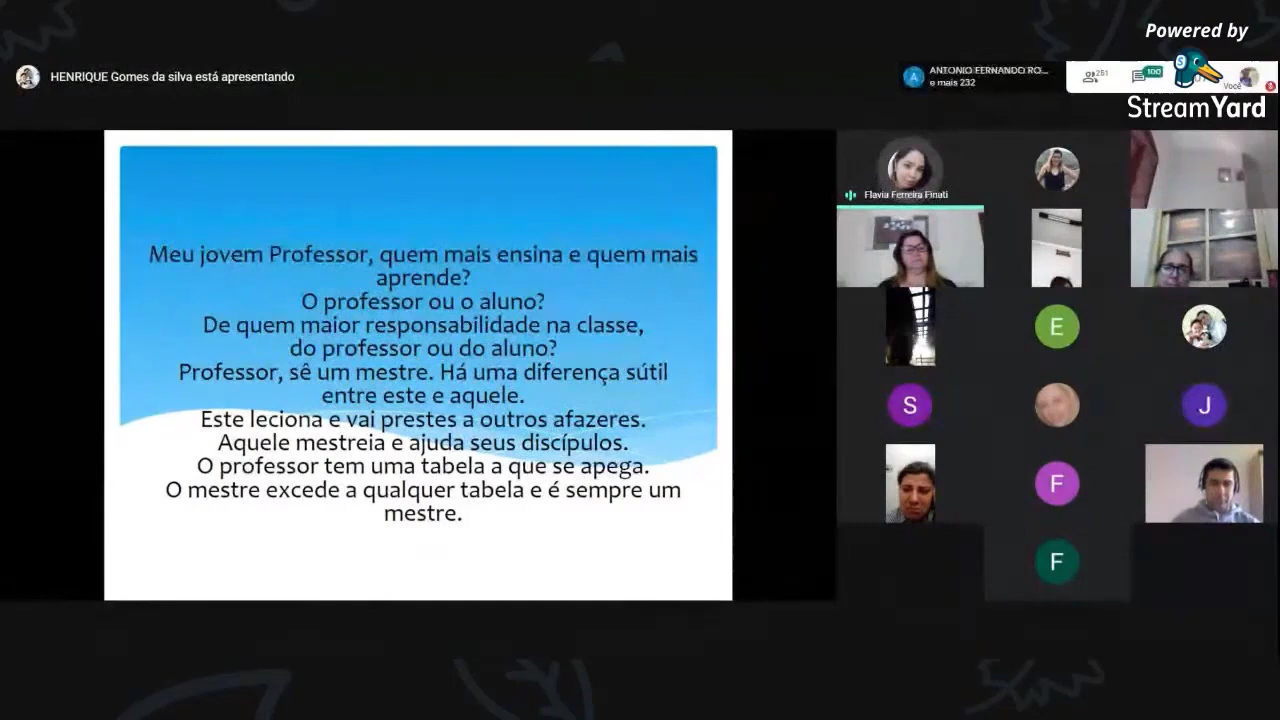 Powered by
StreamYard
HENRIQUE Gomes da silva está apresentando
ANTONIO FERNANDO RO...
e mais 232
A
251
100
Você
Meu jovem Professor, quem mais ensina e quem mais
aprende?
O professor ou o aluno?
De quem maior responsabilidade na classe,
do professor ou do aluno?
Professor, sê um mestre. Há uma diferença sútil
entre este e aquele.
Este leciona e vai prestes a outros afazeres.
Aquele mestreia e ajuda seus discípulos.
O professor tem uma tabela a que se apega.
O mestre excede a qualquer tabela e é sempre um
mestre.
Flavia Ferreira Finati
E
S
J
F
F